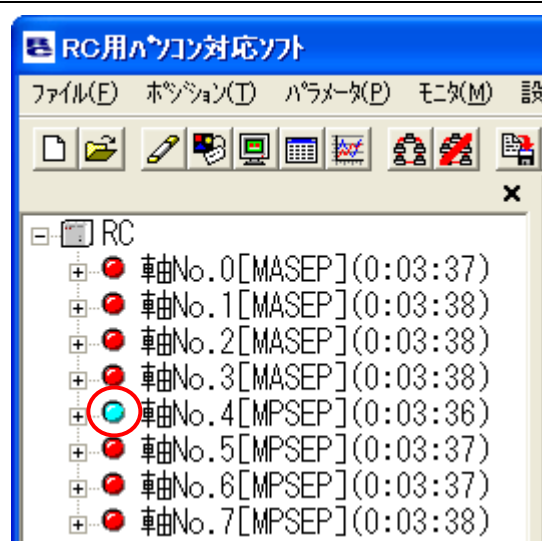 RC用ﾊﾟｿｺﾝ対応ｿﾌﾄ
ﾌｧｲﾙ(F) ﾎﾟｼﾞｼｮﾝ(T) ﾊﾟﾗﾒｰﾀ(P) ﾓﾆﾀ(M) 設
RC
軸No.0[MASEP](0:03:37)
軸No.1[MASEP](0:03:38)
軸No.2[MASEP](0:03:38)
軸No.3[MASEP](0:03:38)
軸No.4[MPSEP](0:03:36)
軸No.5[MPSEP](0:03:37)
軸No.6[MPSEP](0:03:37)
軸No.7[MPSEP](0:03:38)